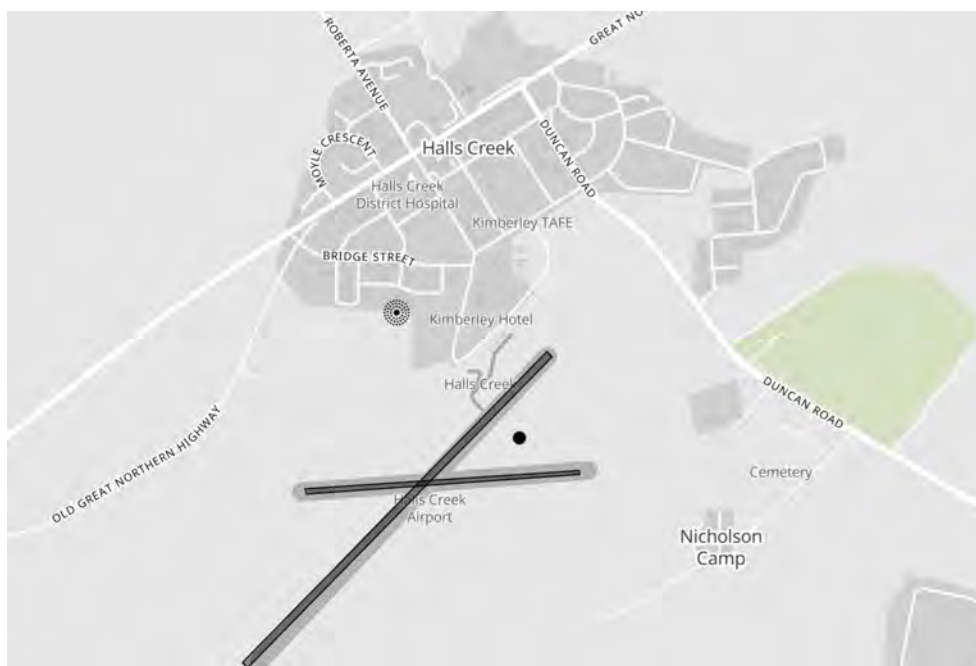 ROBERTA AVENUE
GREAT NO
MOYLE CRESCENT
Halls Creek
DUNCAN ROAD
Halls Creek
District Hospital
Kimberley TAFE
BRIDGE STREET
Kimberley Hotel
Halls Creek
DUNCAN ROAD
OLD GREAT NORTHERN HIGHWAY
Cemetery
Halls Creek
Airport
Nicholson
Camp